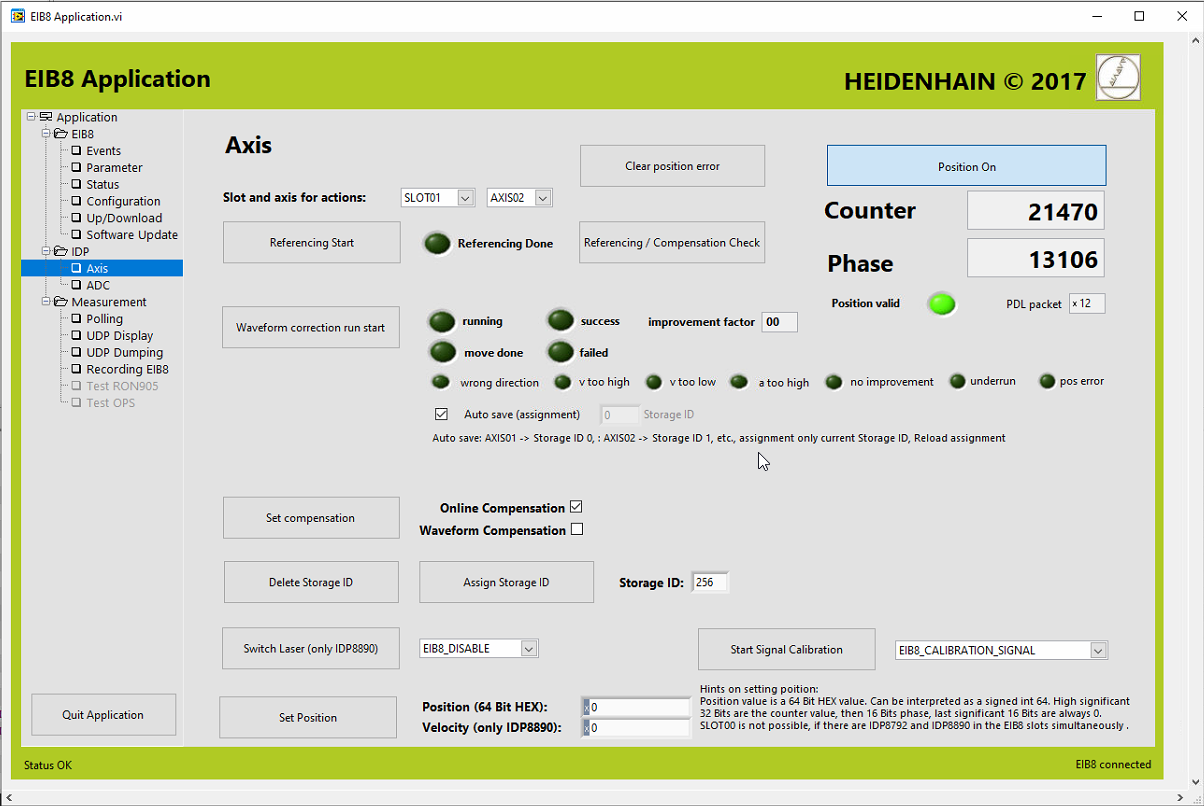 EIB8 Application.vi
EIB8 Application
HEIDENHAIN © 2017
Application
EIB8
Events
Parameter
Status
Configuration
Up/Download
Software Update
IDP
Axis
ADC
Measurement
Polling
UDP Display
UDP Dumping
Recording EIB8
Test RON905
Test OPS
Quit Application
Axis
Clear position error
Position On
Slot and axis for actions:
SLOT01
AXIS02
Counter
21470
Referencing Start
Referencing Done
Referencing / Compensation Check
Phase
13106
Position valid
PDL packet
x 12
Waveform correction run start
running
success
improvement factor
00
move done
failed
wrong direction
v too high
v too low
a too high
no improvement
underrun
pos error
Auto save (assignment)
0
Storage ID
Auto save: AXIS01 -> Storage ID 0, : AXIS02 -> Storage ID 1, etc., assignment only current Storage ID, Reload assignment
Set compensation
Online Compensation
Waveform Compensation
Delete Storage ID
Assign Storage ID
Storage ID:
256
Switch Laser (only IDP8890)
EIB8_DISABLE
Start Signal Calibration
EIB8_CALIBRATION_SIGNAL
Set Position
Position (64 Bit HEX):
x 0
Velocity (only IDP8890):
x 0
Hints on setting poition:
Position value is a 64 Bit HEX value. Can be interpreted as a signed int 64. High significant
32 Bits are the counter value, then 16 Bits phase, last significant 16 Bits are always 0.
SLOT00 is not possible, if there are IDP8792 and IDP8890 in the EIB8 slots simultaneously .
Status OK
EIB8 connected